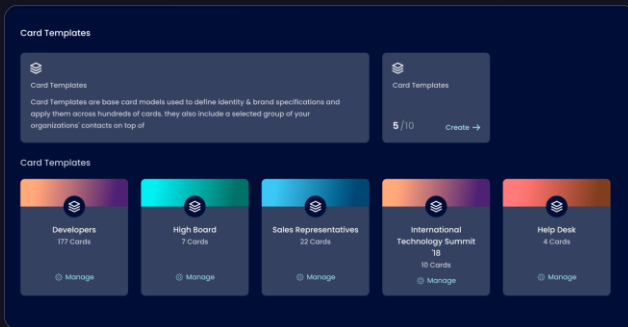 Card Templates
Card Templates
Card Templates are base card models used to define identity & brand specifications and
apply them across hundreds of cards. they also include a selected group of your
organizations' contacts on top of
Card Templates
5/10
Create →
Card Templates
Developers
177 Cards
Manage
High Board
7 Cards
Manage
Sales Representatives
22 Cards
Manage
International
Technology Summit
'18
10 Cards
Manage
Help Desk
4 Cards
Manage